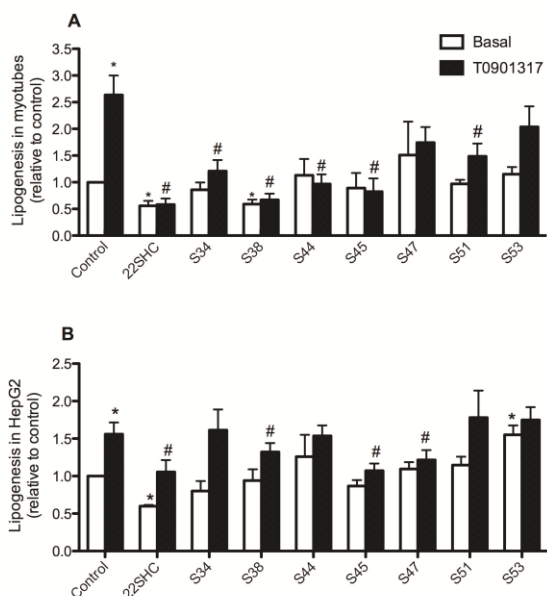 A
Basal
T0901317
Lipogenesis in myotubes
(relative to control)
3.5
3.0
2.5
2.0
1.5
1.0
0.5
0.0
*
*
#
#
*
#
#
#
#
Control
22SHC
S34
S38
S44
S45
S47
S51
S53
B
Lipogenesis in HepG2
(relative to control)
2.5
2.0
1.5
1.0
0.5
0.0
*
*
#
#
#
#
*
Control
22SHC
S34
S38
S44
S45
S47
S51
S53